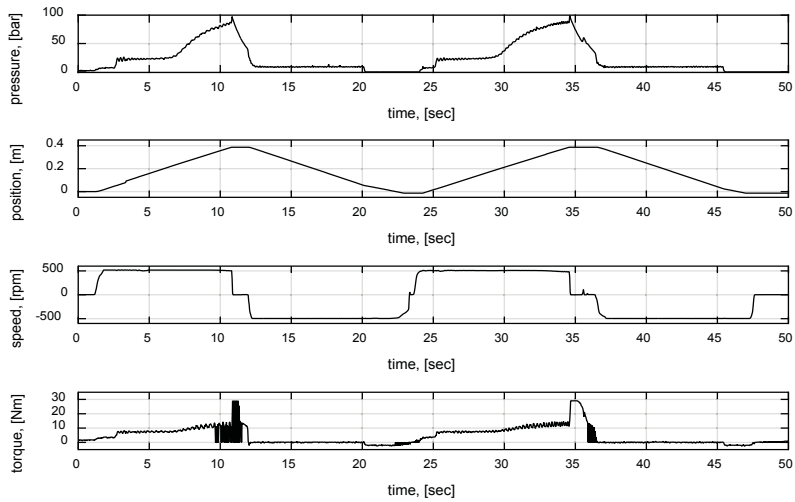 100
50
0
pressure, [bar]
0 5 10 15 20 25 30 35 40 45 50
time, [sec]
0.4
0.2
0
position, [m]
0 5 10 15 20 25 30 35 40 45 50
time, [sec]
500
0
-500
speed, [rpm]
0 5 10 15 20 25 30 35 40 45 50
time, [sec]
30
20
10
0
torque, [Nm]
0 5 10 15 20 25 30 35 40 45 50
time, [sec]